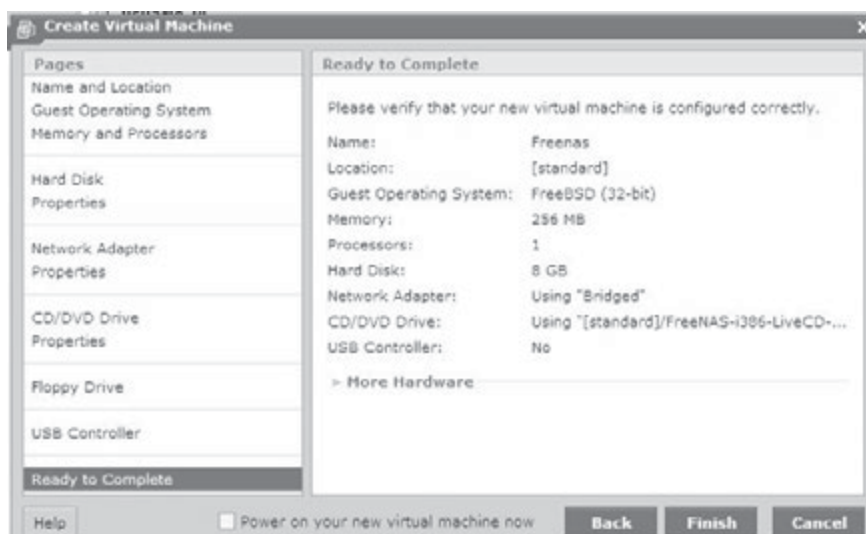 Create Virtual Machine
Pages
Name and Location
Guest Operating System
Memory and Processors
Hard Disk
Properties
Network Adapter
Properties
CD/DVD Drive
Properties
Floppy Drive
USB Controller
Ready to Complete
Ready to Complete
Please verify that your new virtual machine is configured correctly.
Name: Freenas
Location: [standard]
Guest Operating System: FreeBSD (32-bit)
Memory: 256 MB
Processors: 1
Hard Disk: 8 GB
Network Adapter: Using "Bridged"
CD/DVD Drive: Using "[standard]/FreeNAS-i386-LiveCD-...
USB Controller: No
» More Hardware
Help
Power on your new virtual machine now
Back
Finish
Cancel